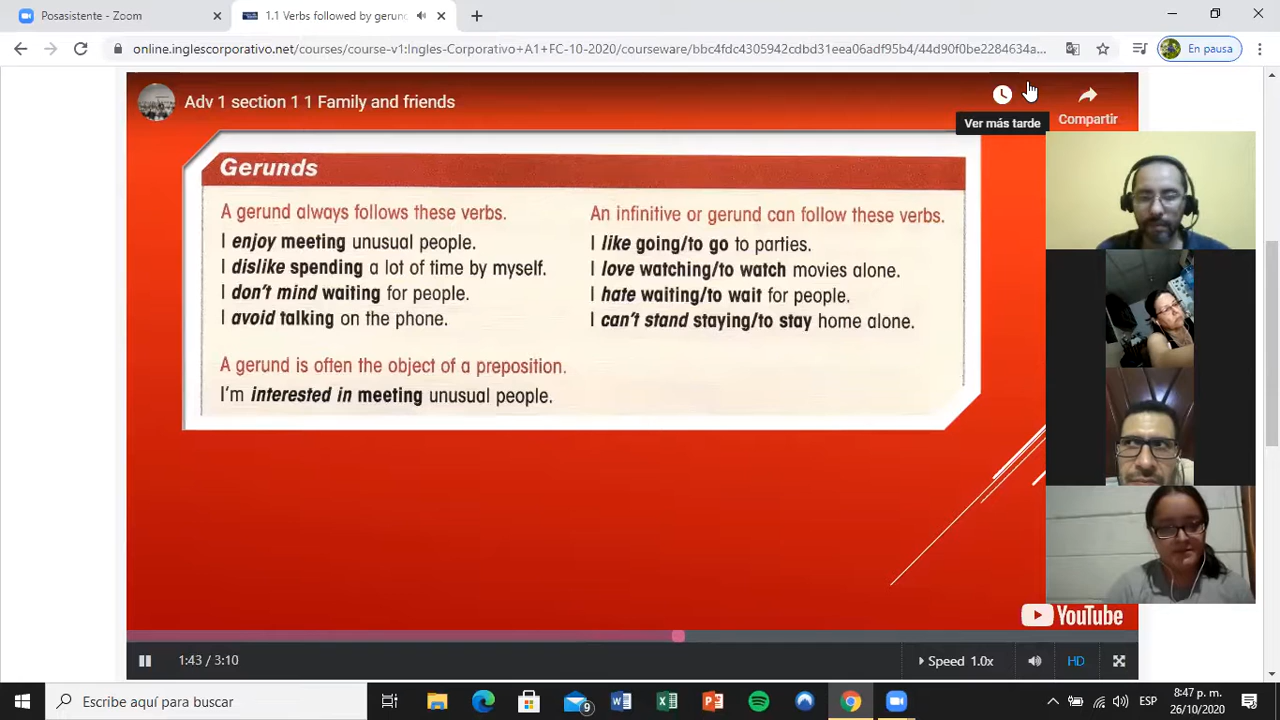 Posasistente - Zoom
1.1 Verbs followed by gerund
online.inglescorporativo.net/courses/course-v1:Ingles-Corporativo+A1+FC-10-2020/courseware/bbc4fdc4305942cdbd31eea06adf95b4/44d90f0be2284634a...
En pausa
Adv 1 section 1 1 Family and friends
Ver más tarde
Compartir
Gerunds
A gerund always follows these verbs.
I enjoy meeting unusual people.
I dislike spending a lot of time by myself.
I don't mind waiting for people.
I avoid talking on the phone.
A gerund is often the object of a preposition.
I'm interested in meeting unusual people.
An infinitive or gerund can follow these verbs.
I like going/to go to parties.
I love watching/to watch movies alone.
I hate waiting/to wait for people.
I can't stand staying/to stay home alone.
YouTube
1:43 / 3:10
Speed 1.0x
HD
Escribe aquí para buscar
9
ESP
8:47 p. m.
26/10/2020